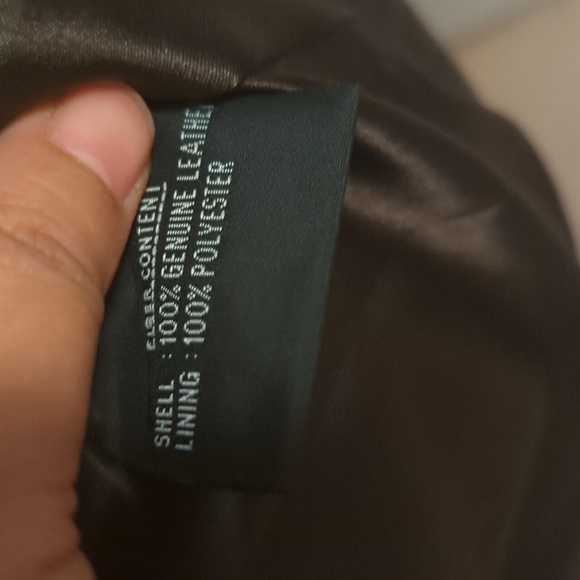 FIBER CONTENT
SHELL : 100% GENUINE LEATHER
LINING : 100% POLYESTER